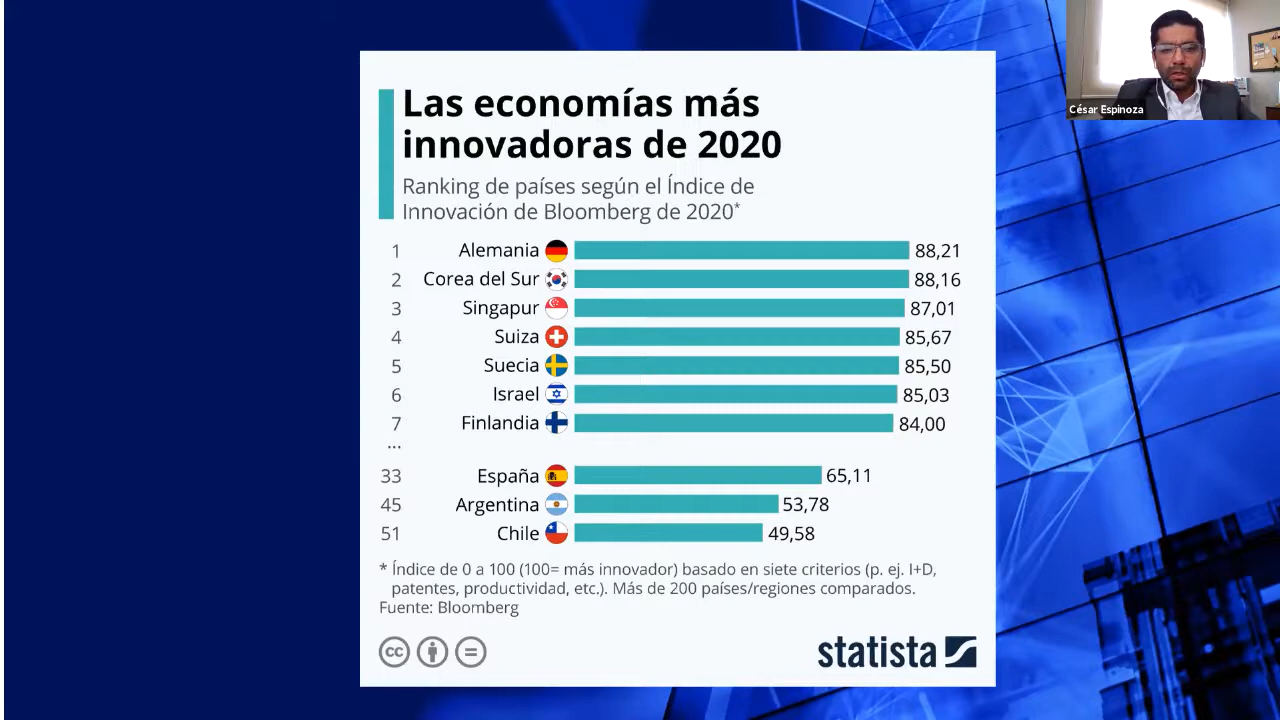 César Espinoza
Las economías más
innovadoras de 2020
Ranking de países según el Índice de
Innovación de Bloomberg de 2020*
1 Alemania 88,21
2 Corea del Sur 88,16
3 Singapur 87,01
4 Suiza 85,67
5 Suecia 85,50
6 Israel 85,03
7 Finlandia 84,00
...
33 España 65,11
45 Argentina 53,78
51 Chile 49,58
* Índice de 0 a 100 (100= más innovador) basado en siete criterios (p. ej. I+D,
patentes, productividad, etc.). Más de 200 países/regiones comparados.
Fuente: Bloomberg
cc
statista